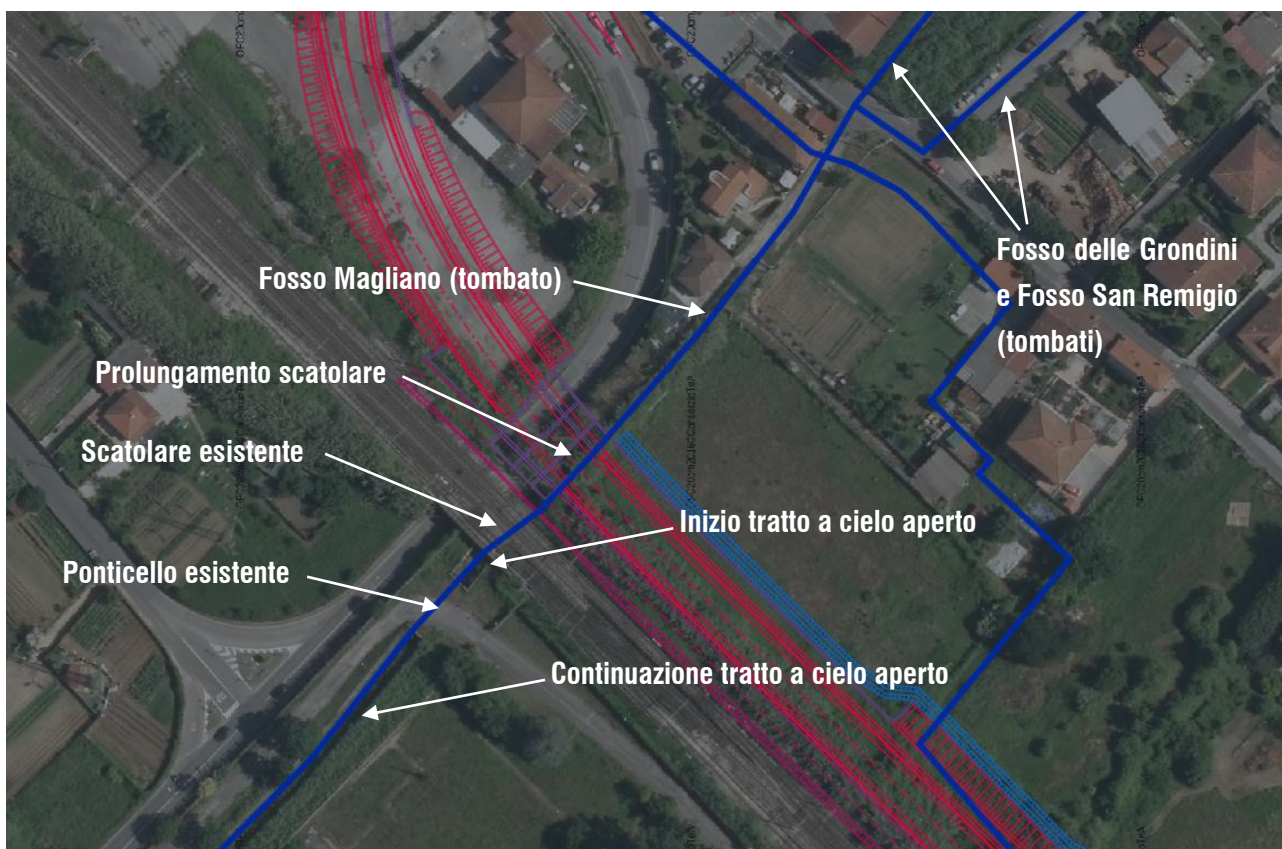 Fosso delle Grondini
e Fosso San Remigio
(tombati)
Fosso Magliano (tombato)
Prolungamento scatolare
Scatolare esistente
Inizio tratto a cielo aperto
Ponticello esistente
Continuazione tratto a cielo aperto